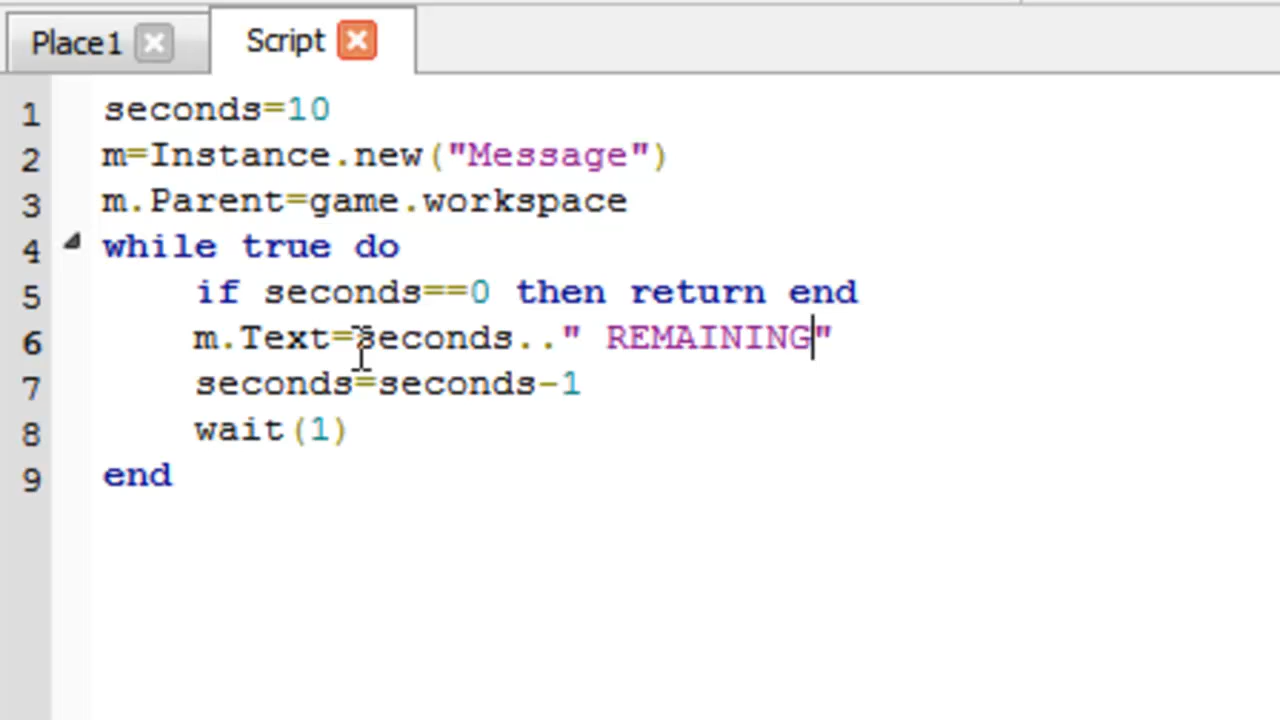 Place1 Script
1 seconds=10
2 m=Instance.new("Message")
3 m.Parent=game.workspace
4 while true do
5 if seconds==0 then return end
6 m.Text=seconds.." REMAINING"
7 seconds=seconds-1
8 wait(1)
9 end